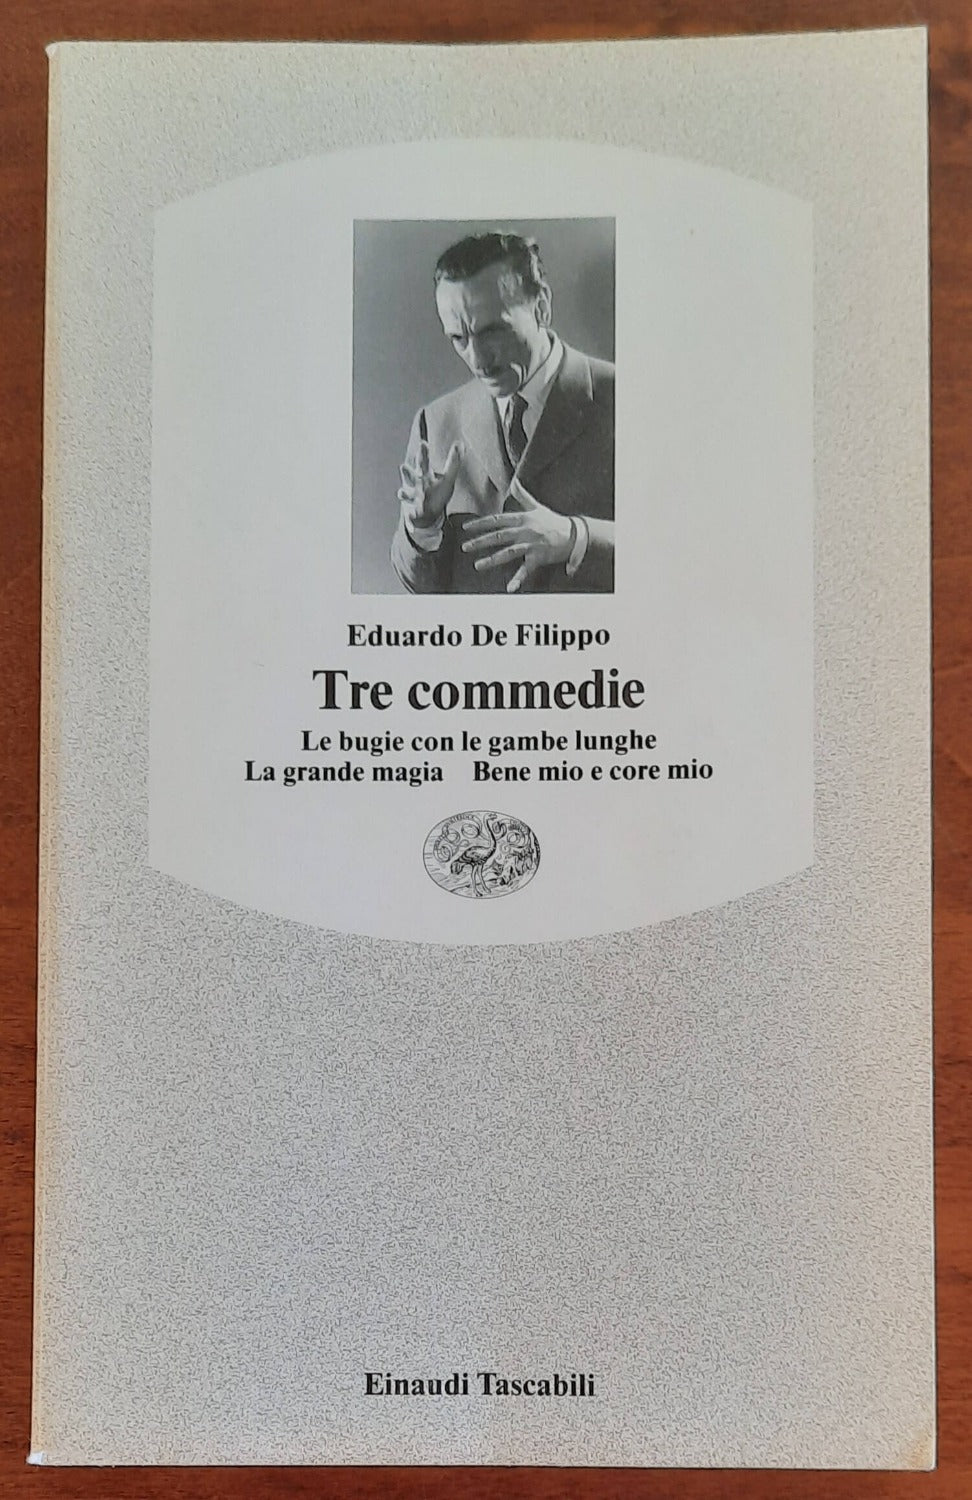 Eduardo De Filippo
Tre commedie
Le bugie con le gambe lunghe
La grande magia Bene mio e core mio
Einaudi Tascabili